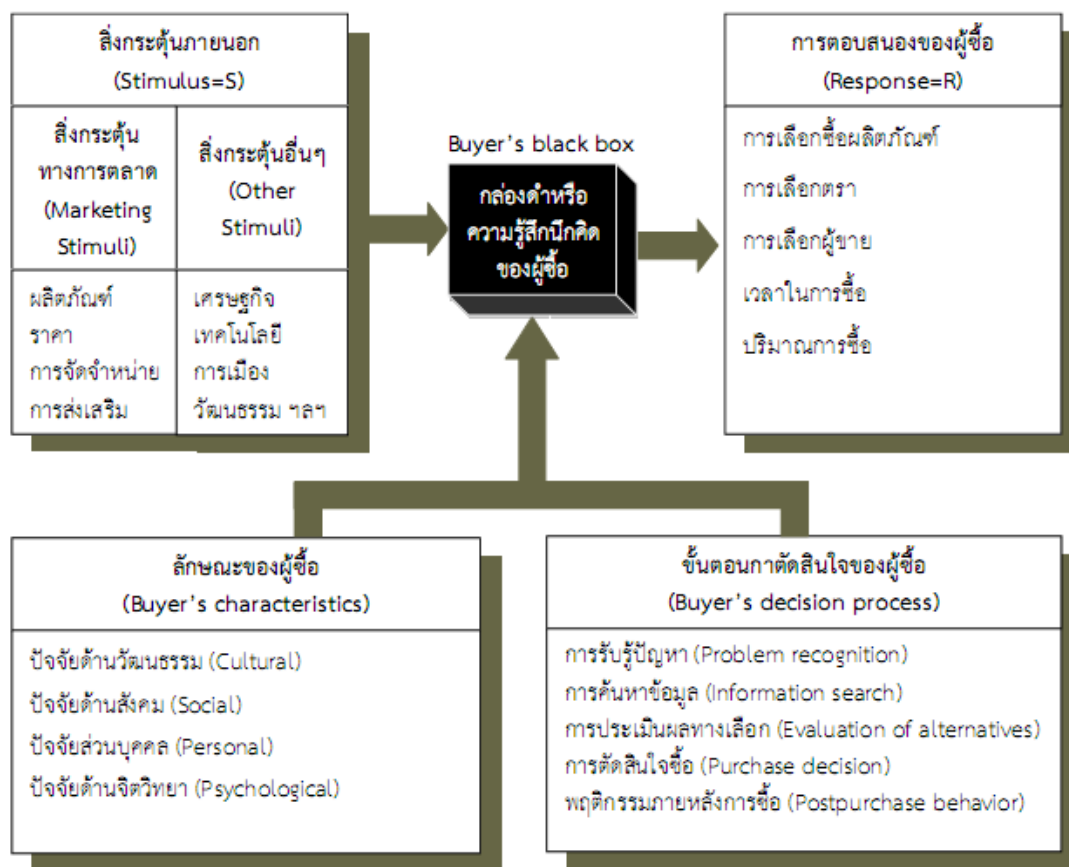 สิ่งกระตุ้นภายนอก
(Stimulus=S)
สิ่งกระตุ้น
ทางการตลาด
(Marketing
Stimuli)
สิ่งกระตุ้นอื่นๆ
(Other
Stimuli)
ผลิตภัณฑ์
ราคา
การจัดจำหน่าย
การส่งเสริม
เศรษฐกิจ
เทคโนโลยี
การเมือง
วัฒนธรรม ฯลฯ
Buyer's black box
กล่องดำหรือ
ความรู้สึกนึกคิด
ของผู้ซื้อ
การตอบสนองของผู้ซื้อ
(Response=R)
การเลือกซื้อผลิตภัณฑ์
การเลือกตรา
การเลือกผู้ขาย
เวลาในการซื้อ
ปริมาณการซื้อ
ลักษณะของผู้ซื้อ
(Buyer's characteristics)
ปัจจัยด้านวัฒนธรรม (Cultural)
ปัจจัยด้านสังคม (Social)
ปัจจัยส่วนบุคคล (Personal)
ปัจจัยด้านจิตวิทยา (Psychological)
ขั้นตอนกาตัดสินใจของผู้ซื้อ
(Buyer's decision process)
การรับรู้ปัญหา (Problem recognition)
การค้นหาข้อมูล (Information search)
การประเมินผลทางเลือก (Evaluation of alternatives)
การตัดสินใจซื้อ (Purchase decision)
พฤติกรรมภายหลังการซื้อ (Postpurchase behavior)